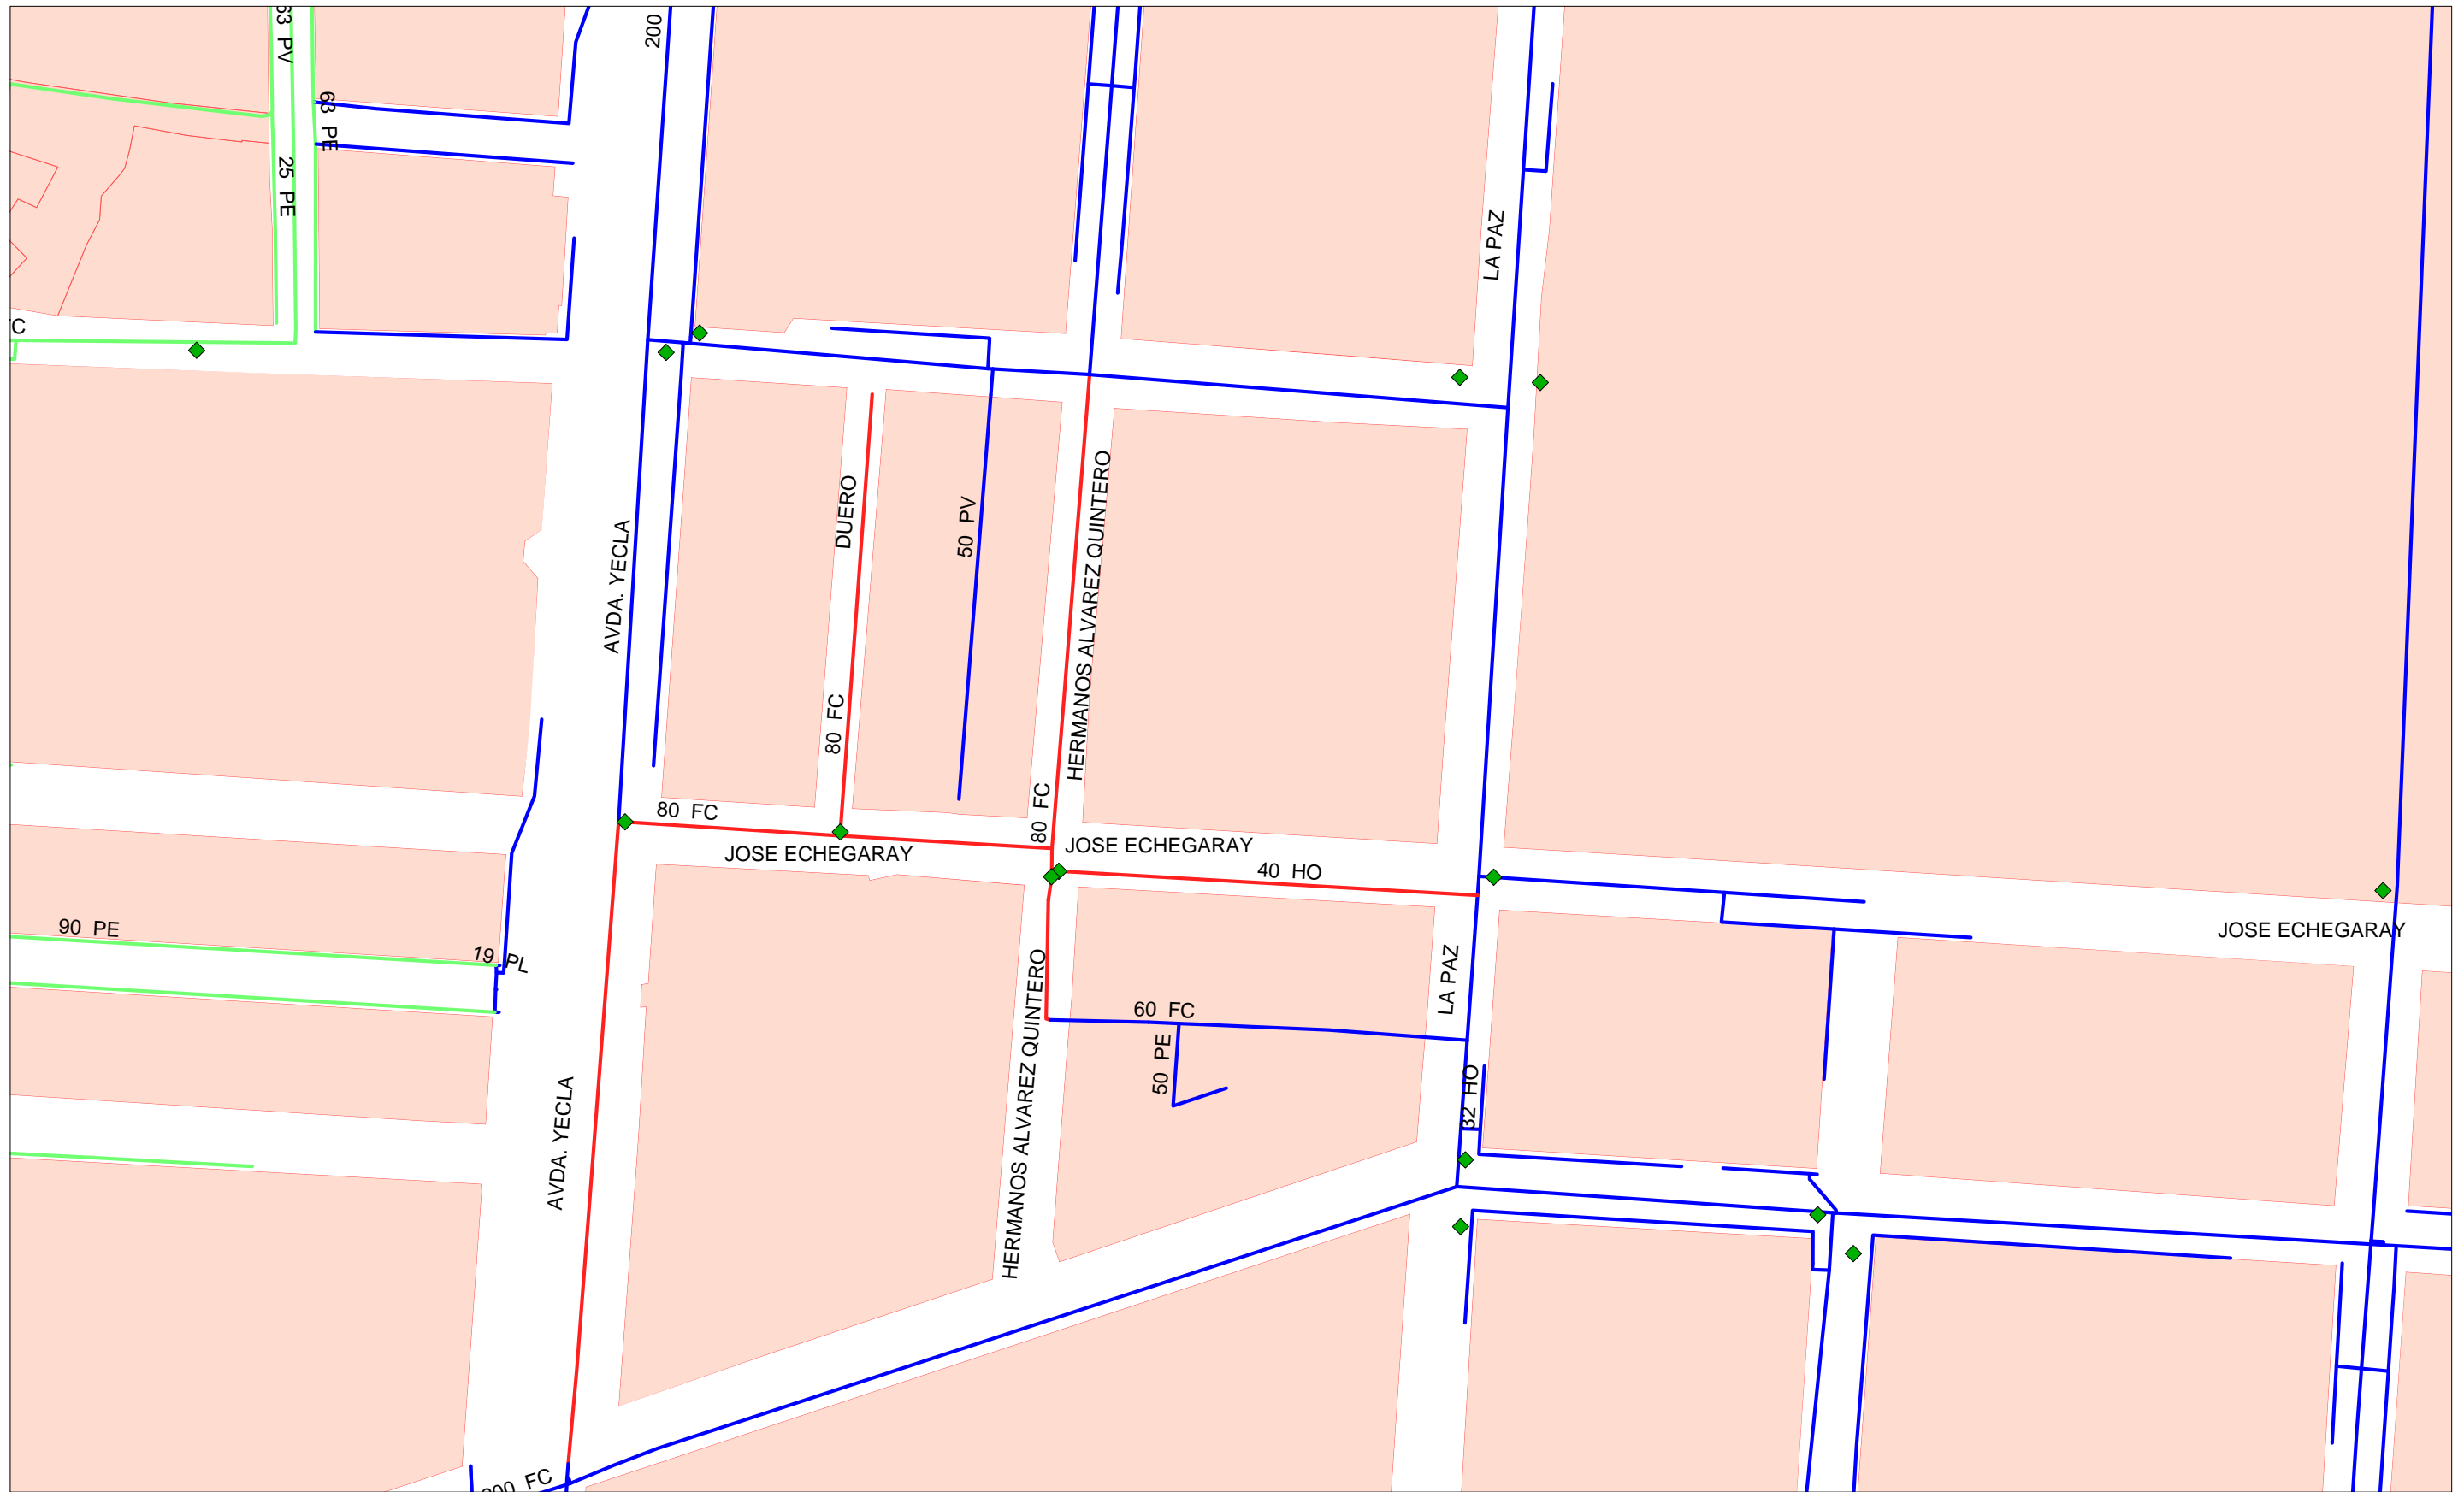 PV
200
63 PE
25 PE
LA PAZ
DUERO
50 PV
HERMANOS ALVAREZ QUINTERO
AVDA. YECLA
80 FC
80 FC
80 FC
JOSE ECHEGARAY
JOSE ECHEGARAY
40 HO
90 PE
19 PL
JOSE ECHEGARAY
LA PAZ
60 FC
50 PE
32 HO
HERMANOS ALVAREZ QUINTERO
AVDA. YECLA
FC